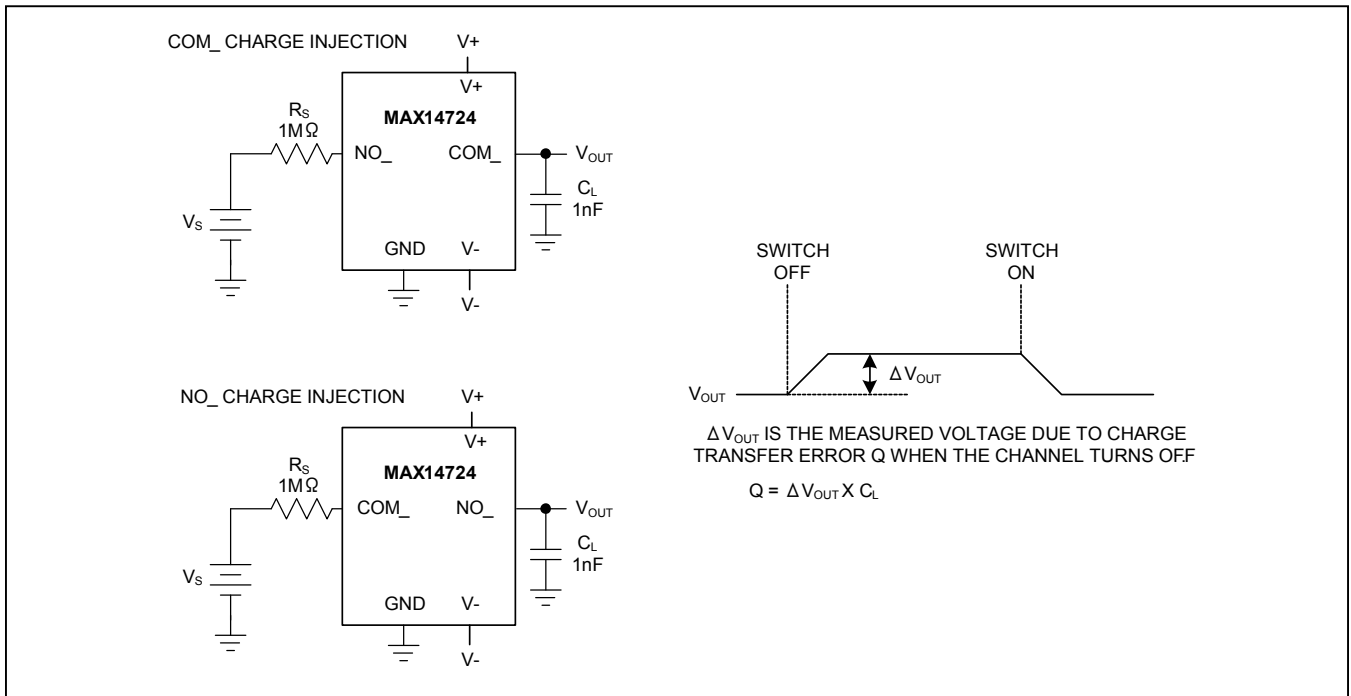 COM_ CHARGE INJECTION
V+
V+
MAX14724
RS
1MΩ
NO_
COM_
VOUT
CL
1nF
VS
GND
V-
V-
NO_ CHARGE INJECTION
V+
V+
MAX14724
RS
1MΩ
COM_
NO_
VOUT
CL
1nF
VS
GND
V-
V-
SWITCH
OFF
SWITCH
ON
ΔVOUT
VOUT
ΔVOUT IS THE MEASURED VOLTAGE DUE TO CHARGE
TRANSFER ERROR Q WHEN THE CHANNEL TURNS OF.F
Q = ΔVOUT X CL